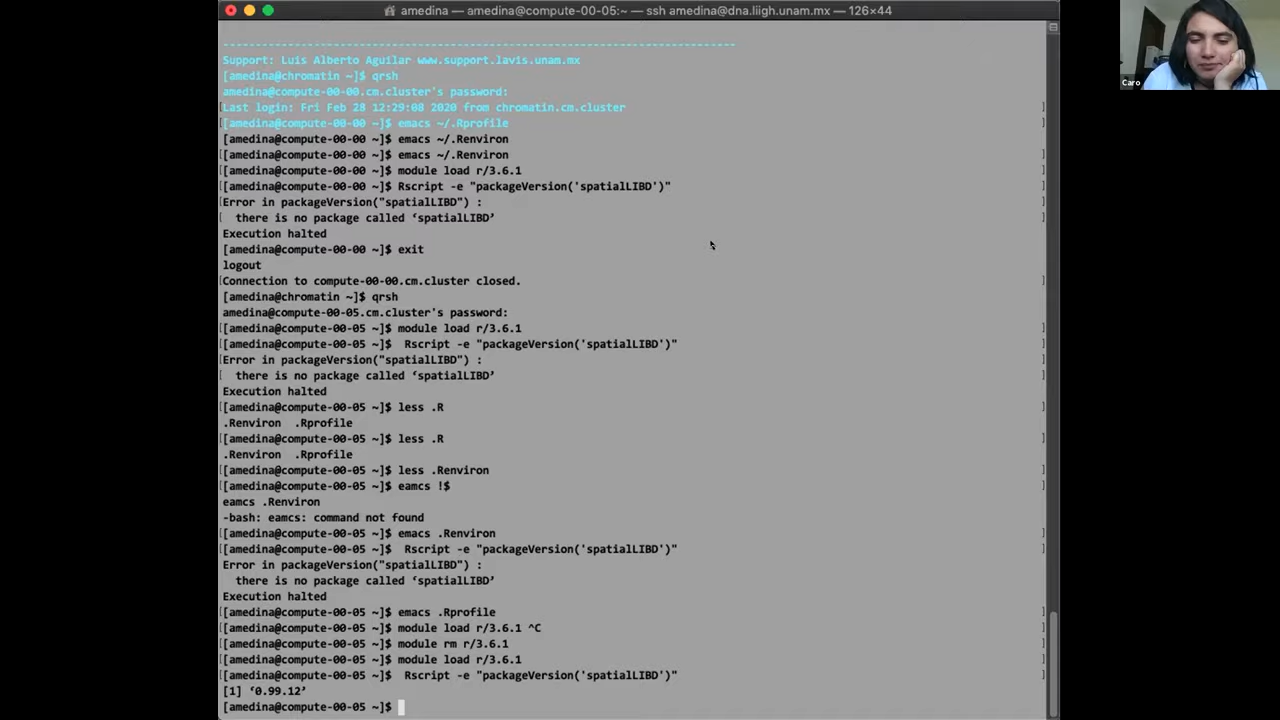 amedina — amedina@compute-00-05:~ — ssh amedina@dna.liigh.unam.mx — 126×44
--------------------------------------------------------------------------------
Support: Luis Alberto Aguilar www.support.lavis.unam.mx
[amedina@chromatin ~]$ qrsh
amedina@compute-00-00.cm.cluster's password:
Last login: Fri Feb 28 12:29:08 2020 from chromatin.cm.cluster
[amedina@compute-00-00 ~]$ emacs ~/.Rprofile
[amedina@compute-00-00 ~]$ emacs ~/.Renviron
[amedina@compute-00-00 ~]$ emacs ~/.Renviron
[amedina@compute-00-00 ~]$ module load r/3.6.1
[amedina@compute-00-00 ~]$ Rscript -e "packageVersion('spatialLIBD')"
Error in packageVersion("spatialLIBD") :
there is no package called ‘spatialLIBD’
Execution halted
[amedina@compute-00-00 ~]$ exit
logout
Connection to compute-00-00.cm.cluster closed.
[amedina@chromatin ~]$ qrsh
amedina@compute-00-05.cm.cluster's password:
[amedina@compute-00-05 ~]$ module load r/3.6.1
[amedina@compute-00-05 ~]$  Rscript -e "packageVersion('spatialLIBD')"
Error in packageVersion("spatialLIBD") :
there is no package called ‘spatialLIBD’
Execution halted
[amedina@compute-00-05 ~]$ less .R
.Renviron  .Rprofile
[amedina@compute-00-05 ~]$ less .R
.Renviron  .Rprofile
[amedina@compute-00-05 ~]$ less .Renviron
[amedina@compute-00-05 ~]$ eamcs !$
eamcs .Renviron
-bash: eamcs: command not found
[amedina@compute-00-05 ~]$ emacs .Renviron
[amedina@compute-00-05 ~]$  Rscript -e "packageVersion('spatialLIBD')"
Error in packageVersion("spatialLIBD") :
there is no package called ‘spatialLIBD’
Execution halted
[amedina@compute-00-05 ~]$ emacs .Rprofile
[amedina@compute-00-05 ~]$ module load r/3.6.1 ^C
[amedina@compute-00-05 ~]$ module rm r/3.6.1
[amedina@compute-00-05 ~]$ module load r/3.6.1
[amedina@compute-00-05 ~]$  Rscript -e "packageVersion('spatialLIBD')"
[1] ‘0.99.12’
[amedina@compute-00-05 ~]$
Caro